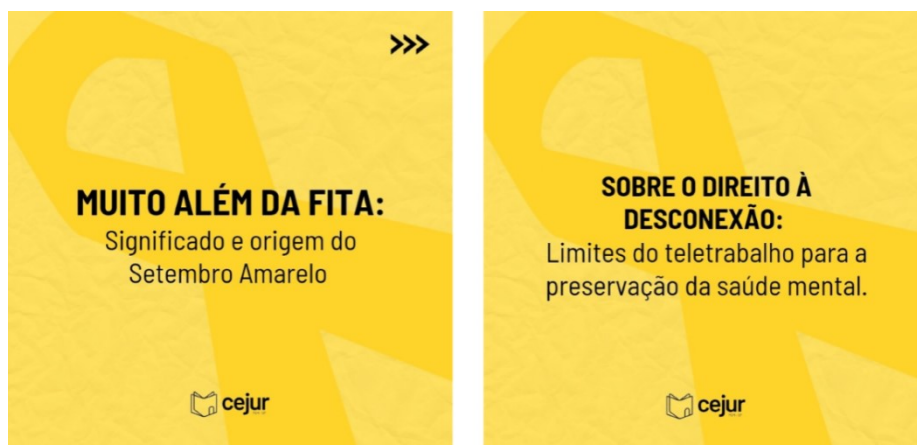 >>>
MUITO ALÉM DA FITA:
Significado e origem do
Setembro Amarelo
cejur
SOBRE O DIREITO À
DESCONEXÃO:
Limites do teletrabalho para a
preservação da saúde mental.
cejur